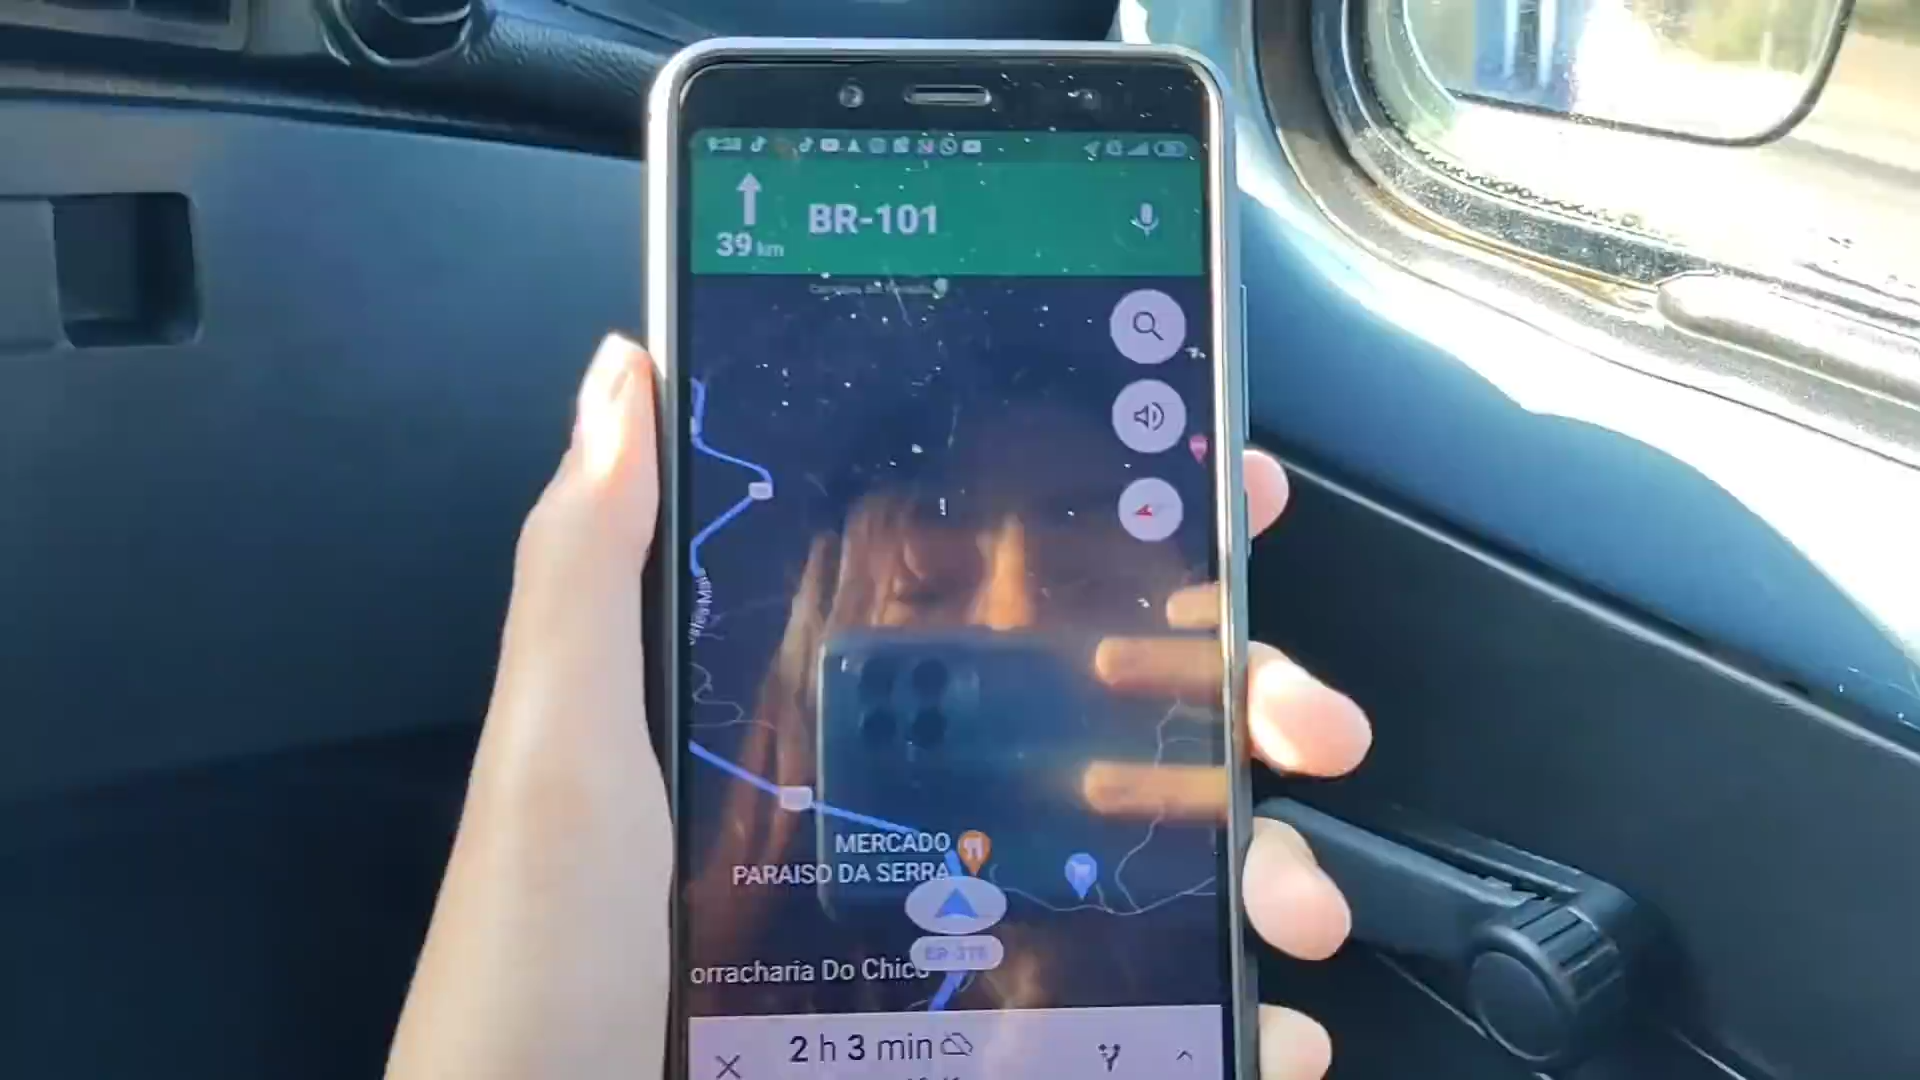 BR-101
39 km
MERCADO
PARAISO DA SERRA
orracharia Do Chico
2 h 3 min